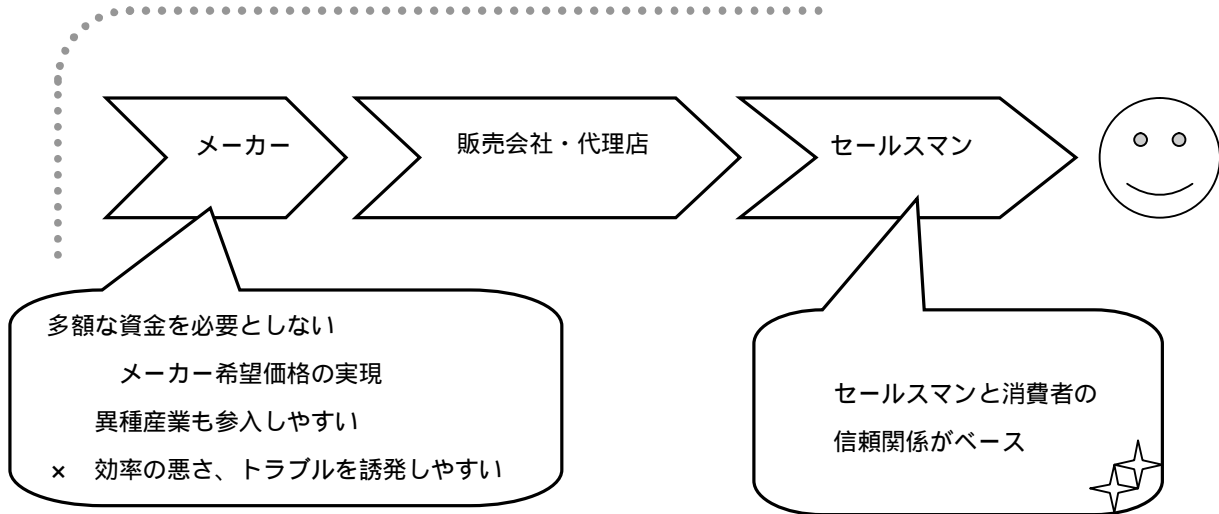 メーカー
販売会社・代理店
セールスマン
多額な資金を必要としない
メーカー希望価格の実現
異種産業も参入しやすい
× 効率の悪さ、トラブルを誘発しやすい
セールスマンと消費者の
信頼関係がベース